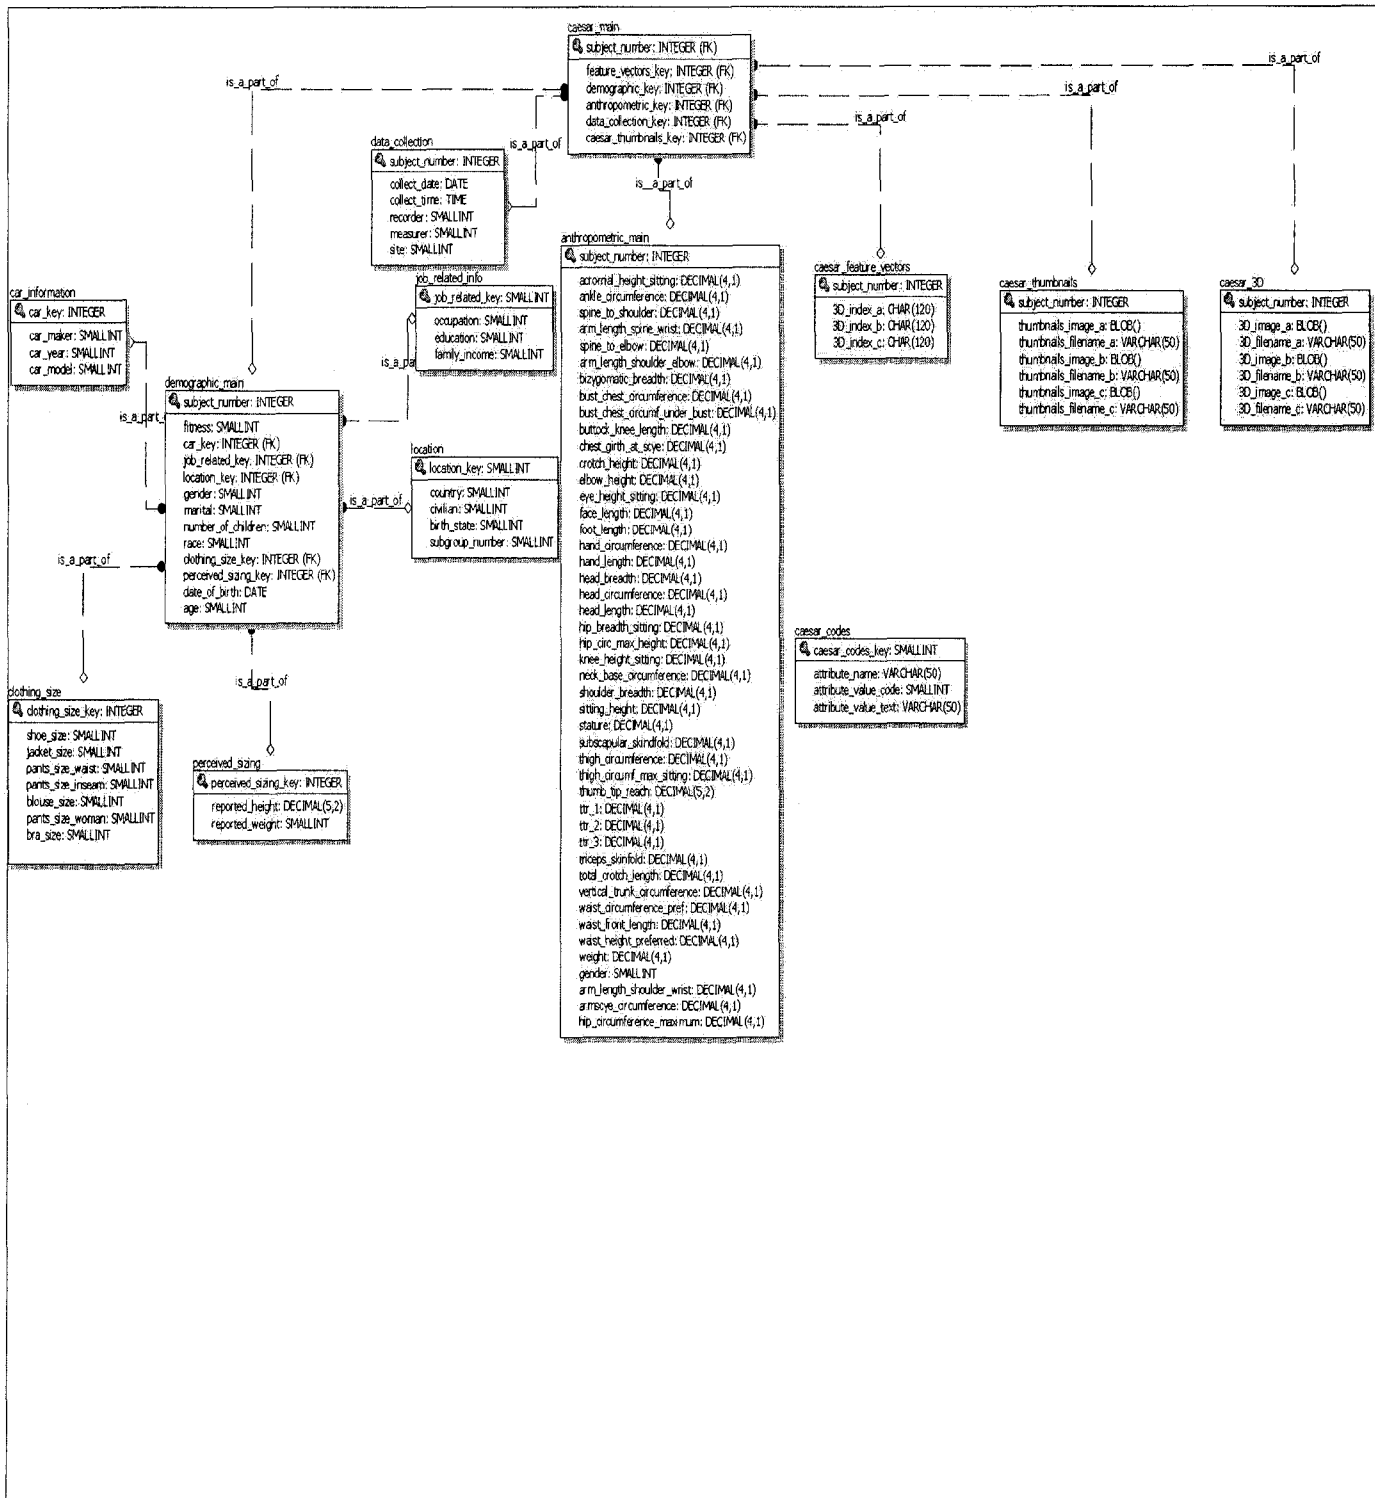 caesar_main
subject_number: INTEGER (FK)
feature_vectors_key: INTEGER (FK)
demographic_key: INTEGER (FK)
anthropometric_key: INTEGER (FK)
data_collection_key: INTEGER (FK)
caesar_thumbnails_key: INTEGER (FK)
is_a_part_of
is_a_part_of
is_a_part_of
is_a_part_of
is_a_part_of
is_a_part_of
data_collection
subject_number: INTEGER
collect_date: DATE
collect_time: TIME
recorder: SMALLINT
measurer: SMALLINT
site: SMALLINT
job_related_info
job_related_key: SMALLINT
occupation: SMALLINT
education: SMALLINT
family_income: SMALLINT
is_a_par
car_information
car_key: INTEGER
car_maker: SMALLINT
car_year: SMALLINT
car_model: SMALLINT
is_a_part_
demographic_main
subject_number: INTEGER
fitness: SMALLINT
car_key: INTEGER (FK)
job_related_key: INTEGER (FK)
location_key: INTEGER (FK)
gender: SMALLINT
marital: SMALLINT
number_of_children: SMALLINT
race: SMALLINT
clothing_size_key: INTEGER (FK)
perceived_sizing_key: INTEGER (FK)
date_of_birth: DATE
age: SMALLINT
is_a_part_of
location
location_key: SMALLINT
country: SMALLINT
civilian: SMALLINT
birth_state: SMALLINT
subgroup_number: SMALLINT
is_a_part_of
is_a_part_of
clothing_size
clothing_size_key: INTEGER
shoe_size: SMALLINT
jacket_size: SMALLINT
pants_size_waist: SMALLINT
pants_size_inseam: SMALLINT
blouse_size: SMALLINT
pants_size_woman: SMALLINT
bra_size: SMALLINT
perceived_sizing
perceived_sizing_key: INTEGER
reported_height: DECIMAL(5,2)
reported_weight: SMALLINT
anthropometric_main
subject_number: INTEGER
acromial_height_sitting: DECIMAL(4,1)
ankle_circumference: DECIMAL(4,1)
spine_to_shoulder: DECIMAL(4,1)
arm_length_spine_wrist: DECIMAL(4,1)
spine_to_elbow: DECIMAL(4,1)
arm_length_shoulder_elbow: DECIMAL(4,1)
bizygomatic_breadth: DECIMAL(4,1)
bust_chest_circumference: DECIMAL(4,1)
bust_chest_circumf_under_bust: DECIMAL(4,1)
buttock_knee_length: DECIMAL(4,1)
chest_girth_at_scye: DECIMAL(4,1)
crotch_height: DECIMAL(4,1)
elbow_height: DECIMAL(4,1)
eye_height_sitting: DECIMAL(4,1)
face_length: DECIMAL(4,1)
foot_length: DECIMAL(4,1)
hand_circumference: DECIMAL(4,1)
hand_length: DECIMAL(4,1)
head_breadth: DECIMAL(4,1)
head_circumference: DECIMAL(4,1)
head_length: DECIMAL(4,1)
hip_breadth_sitting: DECIMAL(4,1)
hip_circ_max_height: DECIMAL(4,1)
knee_height_sitting: DECIMAL(4,1)
neck_base_circumference: DECIMAL(4,1)
shoulder_breadth: DECIMAL(4,1)
sitting_height: DECIMAL(4,1)
stature: DECIMAL(4,1)
subscapular_skindfold: DECIMAL(4,1)
thigh_circumference: DECIMAL(4,1)
thigh_circumf_max_sitting: DECIMAL(4,1)
thumb_tip_reach: DECIMAL(5,2)
ttr_1: DECIMAL(4,1)
ttr_2: DECIMAL(4,1)
ttr_3: DECIMAL(4,1)
triceps_skinfold: DECIMAL(4,1)
total_crotch_length: DECIMAL(4,1)
vertical_trunk_circumference: DECIMAL(4,1)
waist_circumference_pref: DECIMAL(4,1)
waist_front_length: DECIMAL(4,1)
waist_height_preferred: DECIMAL(4,1)
weight: DECIMAL(4,1)
gender: SMALLINT
arm_length_shoulder_wrist: DECIMAL(4,1)
armscye_circumference: DECIMAL(4,1)
hip_circumference_maximum: DECIMAL(4,1)
caesar_feature_vectors
subject_number: INTEGER
3D_index_a: CHAR(120)
3D_index_b: CHAR(120)
3D_index_c: CHAR(120)
caesar_thumbnails
subject_number: INTEGER
thumbnails_image_a: BLOB()
thumbnails_filename_a: VARCHAR(50)
thumbnails_image_b: BLOB()
thumbnails_filename_b: VARCHAR(50)
thumbnails_image_c: BLOB()
thumbnails_filename_c: VARCHAR(50)
caesar_3D
subject_number: INTEGER
3D_image_a: BLOB()
3D_filename_a: VARCHAR(50)
3D_image_b: BLOB()
3D_filename_b: VARCHAR(50)
3D_image_c: BLOB()
3D_filename_c: VARCHAR(50)
caesar_codes
caesar_codes_key: SMALLINT
attribute_name: VARCHAR(50)
attribute_value_code: SMALLINT
attribute_value_text: VARCHAR(50)